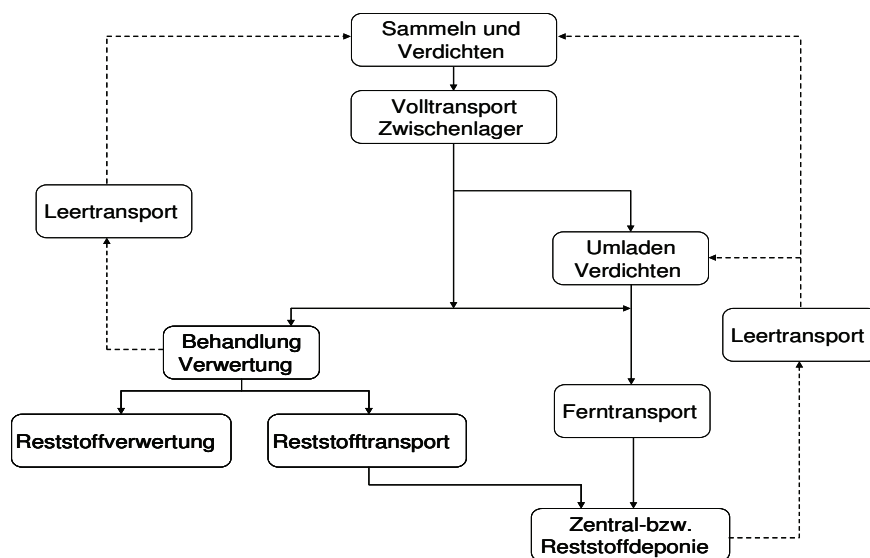 Sammeln und
Verdichten
Volltransport
Zwischenlager
Leertransport
Umladen
Verdichten
Leertransport
Behandlung
Verwertung
Reststoffverwertung
Reststofftransport
Ferntransport
Zentral-bzw.
Reststoffdeponie